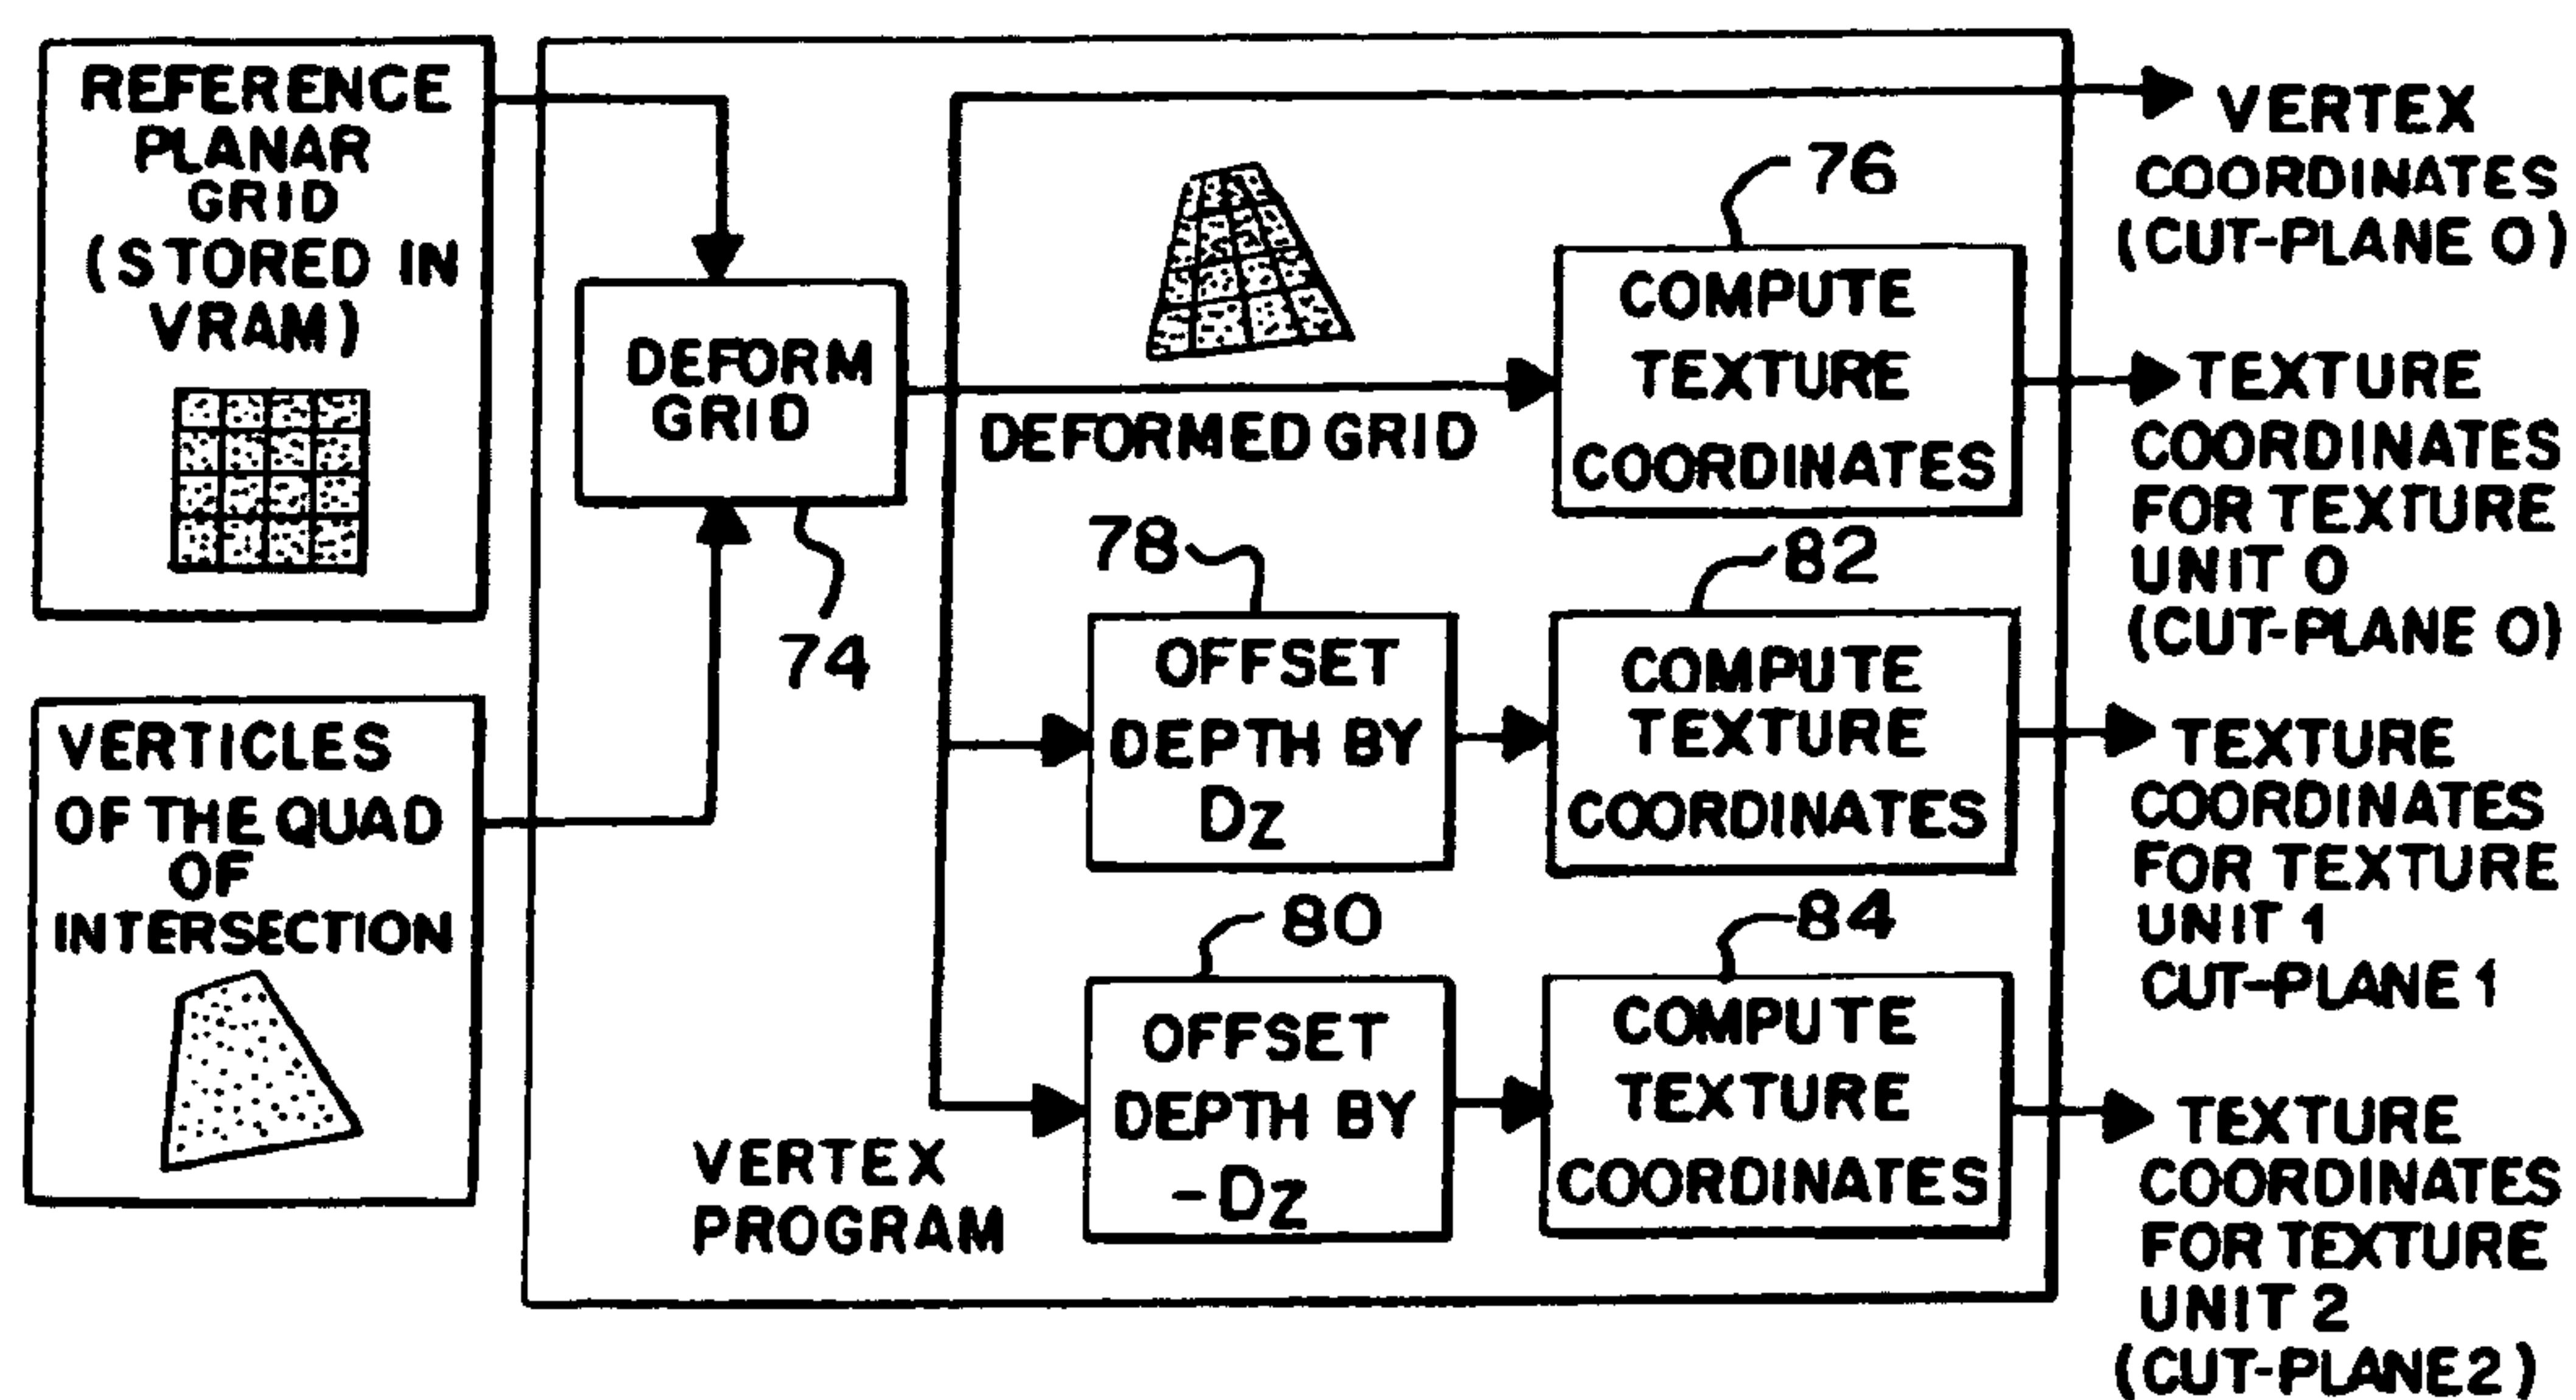 REFERENCE
PLANAR
GRID
(STORED IN
VRAM)
VERTICLES
OF THE QUAD
OF
INTERSECTION
DEFORM
GRID
74
DEFORMED GRID
76
COMPUTE
TEXTURE
COORDINATES
78
OFFSET
DEPTH BY
Dz
82
COMPUTE
TEXTURE
COORDINATES
80
OFFSET
DEPTH BY
-Dz
84
COMPUTE
TEXTURE
COORDINATES
VERTEX
PROGRAM
VERTEX
COORDINATES
(CUT-PLANE 0)
TEXTURE
COORDINATES
FOR TEXTURE
UNIT 0
(CUT-PLANE 0)
TEXTURE
COORDINATES
FOR TEXTURE
UNIT 1
CUT-PLANE 1
TEXTURE
COORDINATES
FOR TEXTURE
UNIT 2
(CUT-PLANE 2)